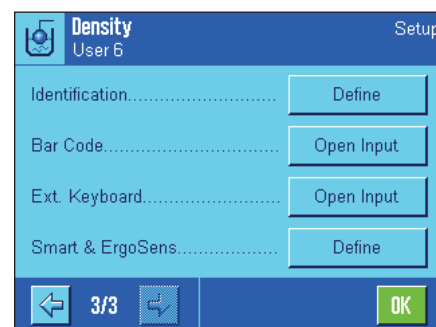 Density
Setup
User 6
Identification.......................... Define
Bar Code............................... Open Input
Ext. Keyboard........................ Open Input
Smart & ErgoSens.................. Define
3/3
OK